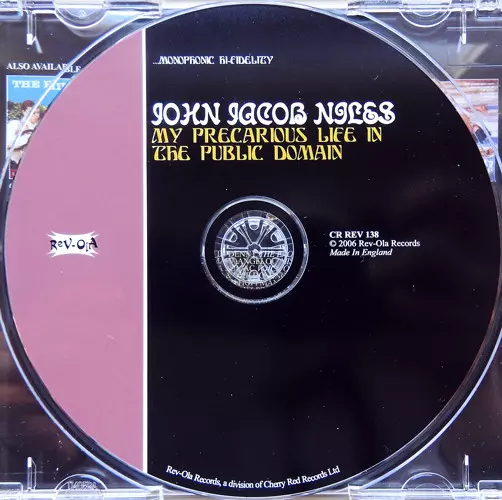 ALSO AVAILABLE
...MONOPHONIC HI-FIDELITY
JOHN JACOB NILES
MY PRECARIOUS LIFE IN
THE PUBLIC DOMAIN
REV-OLA
CR REV 138
© 2006 Rev-Ola Records
Made In England
Rev-Ola Records, a division of Cherry Red Records Ltd